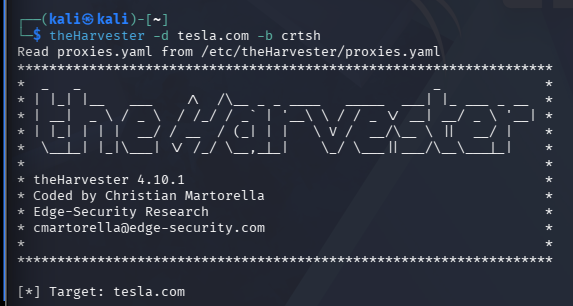 ┌──(kali㉿kali)-[~]
└─$ theHarvester -d tesla.com -b crtsh
Read proxies.yaml from /etc/theHarvester/proxies.yaml
*******************************************************************
* theHarvester *
* *
* theHarvester 4.10.1 *
* Coded by Christian Martorella *
* Edge-Security Research *
* cmartorella@edge-security.com *
* *
*******************************************************************
[*] Target: tesla.com